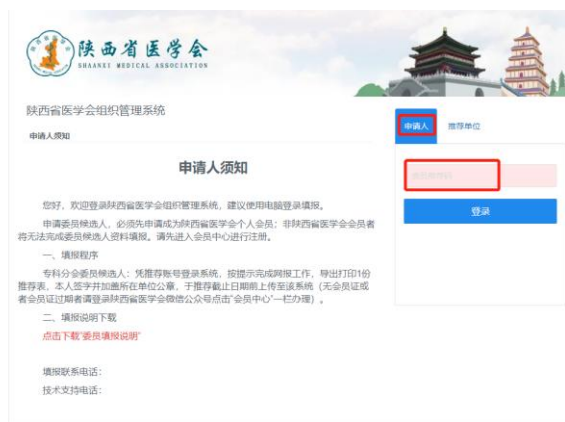 陕西省医学会
SHAANXI MEDICAL ASSOCIATION
陕西省医学会组织管理系统
申请人须知
申请人
推荐单位
申请人须知
您好，欢迎登录陕西省医学会组织管理系统，建议使用电脑登录填报。
申请委员候选人，必须先申请成为陕西省医学会个人会员；非陕西省医学会会员者
将无法完成委员候选人资料填报。请先进入会员中心进行注册。
一、填报程序
专科分会委员候选人：凭推荐账号登录系统，按提示完成网报工作，导出打印1份
推荐表，本人签字并加盖所在单位公章，于推荐截止日期前上传至该系统（无会员证或
者会员证过期者请登录陕西省医学会微信公众号点击“会员中心”一栏办理）。
二、填报说明下载
点击下载“委员填报说明”
填报联系电话：
技术支持电话：
登录